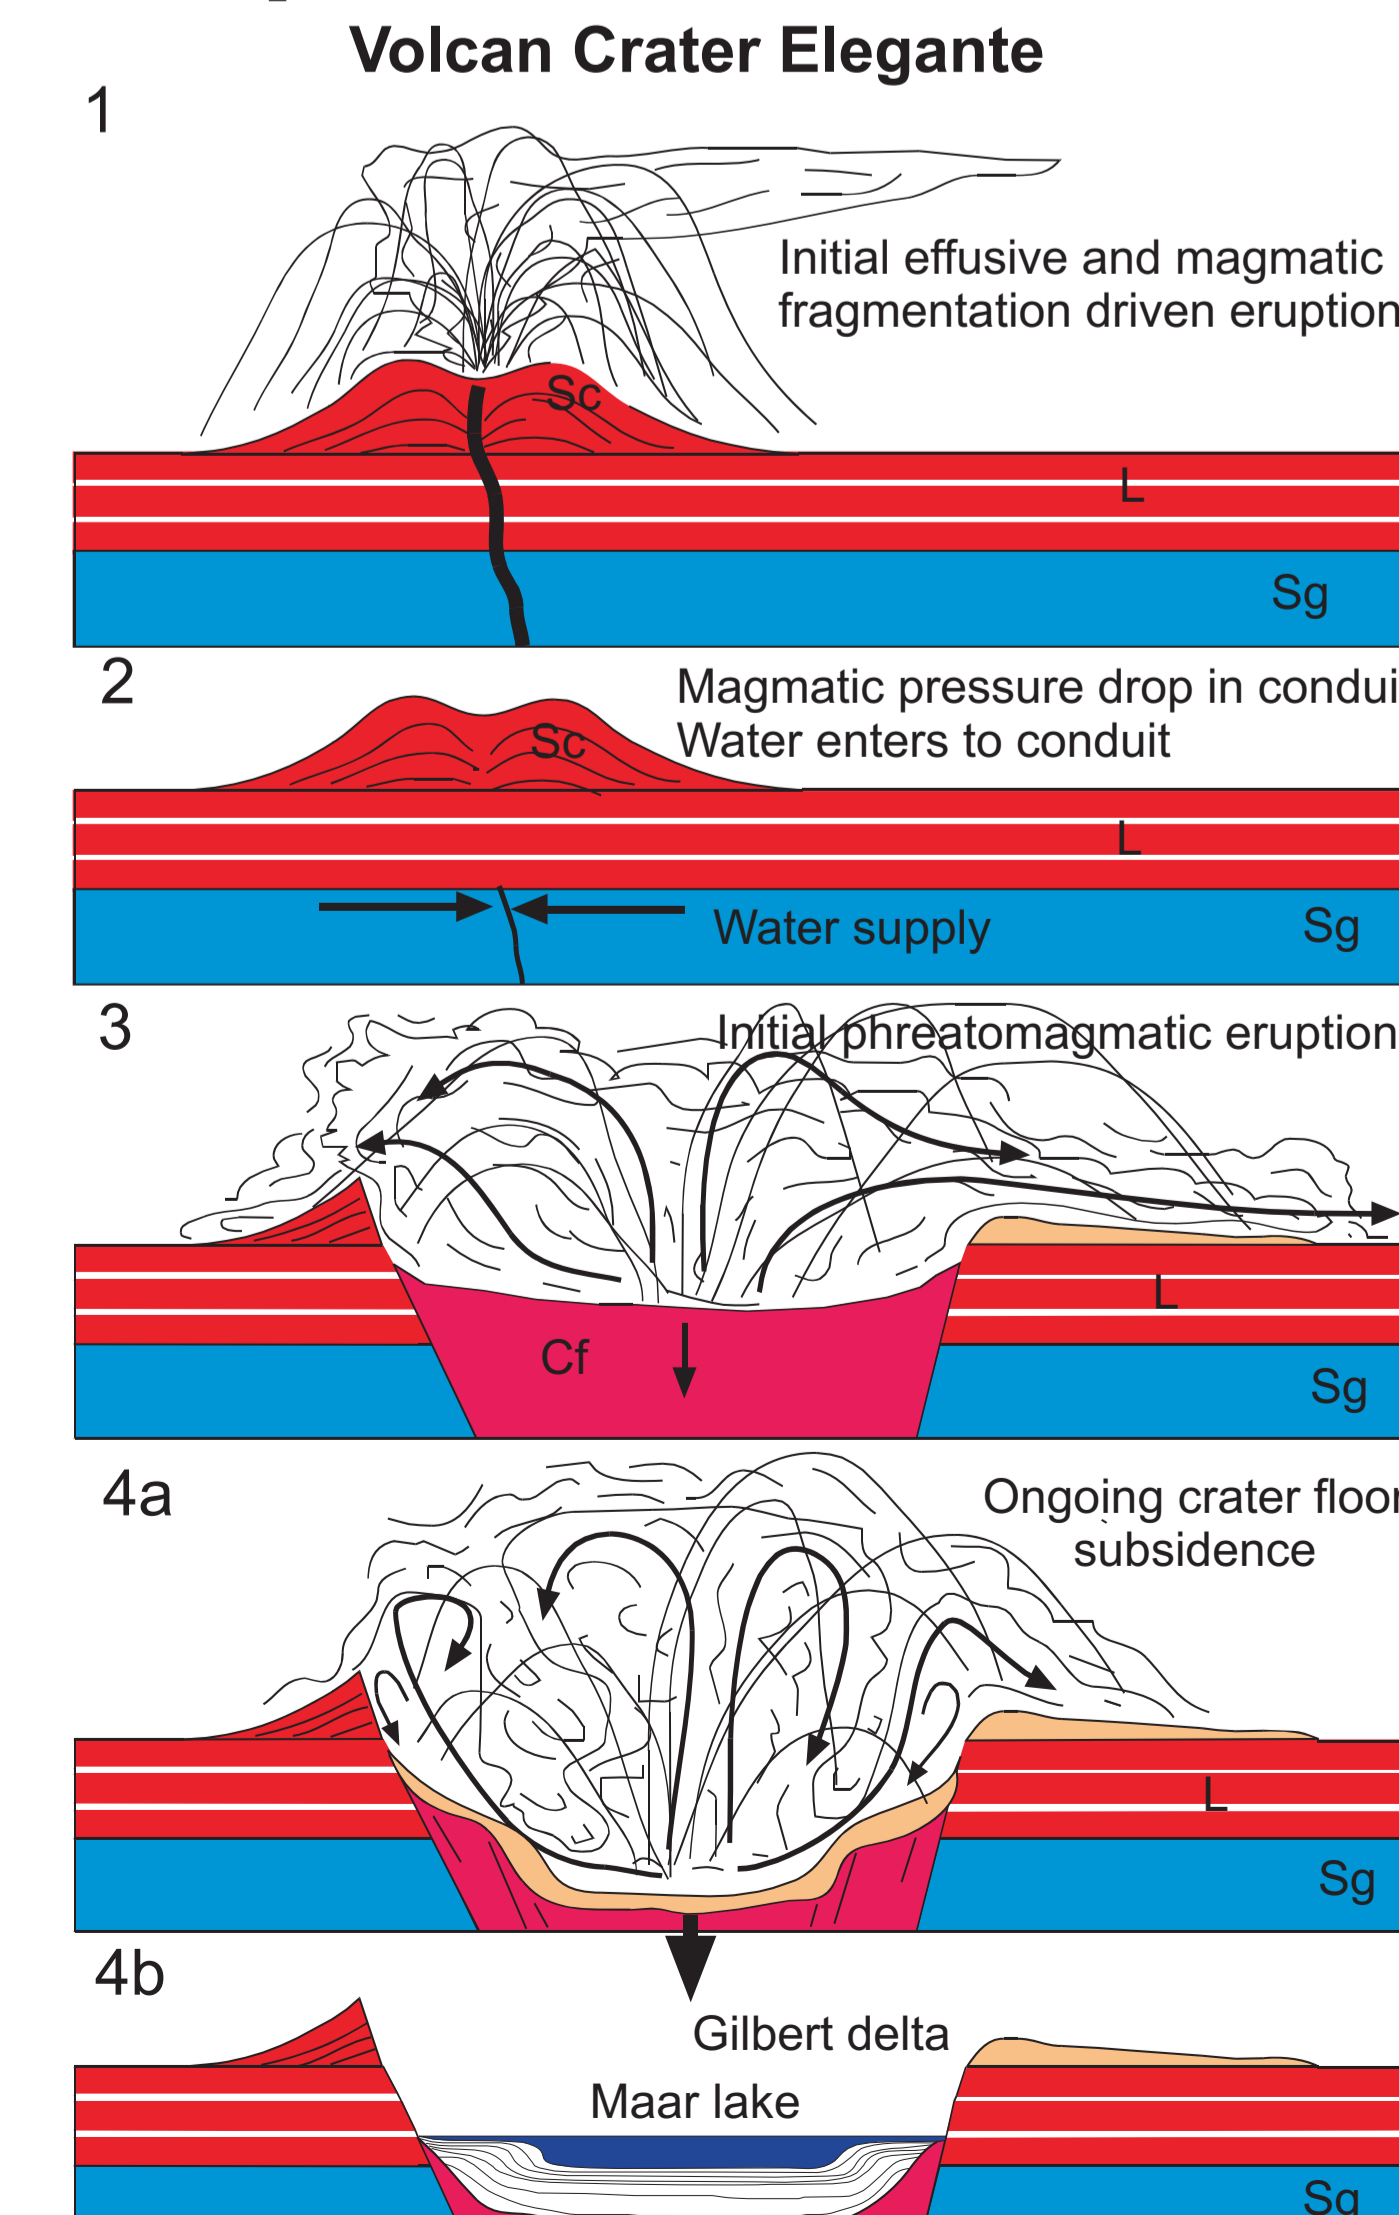 Volcan Crater Elegante
1
Initial effusive and magmatic
fragmentation driven eruption
Sc
L
Sg
2
Magmatic pressure drop in condui
Water enters to conduit
Sc
L
Water supply
Sg
3
Initial phreatomagmatic eruption
L
Cf
Sg
4a
Ongoing crater floor
subsidence
L
Sg
4b
Gilbert delta
Maar lake
Sg